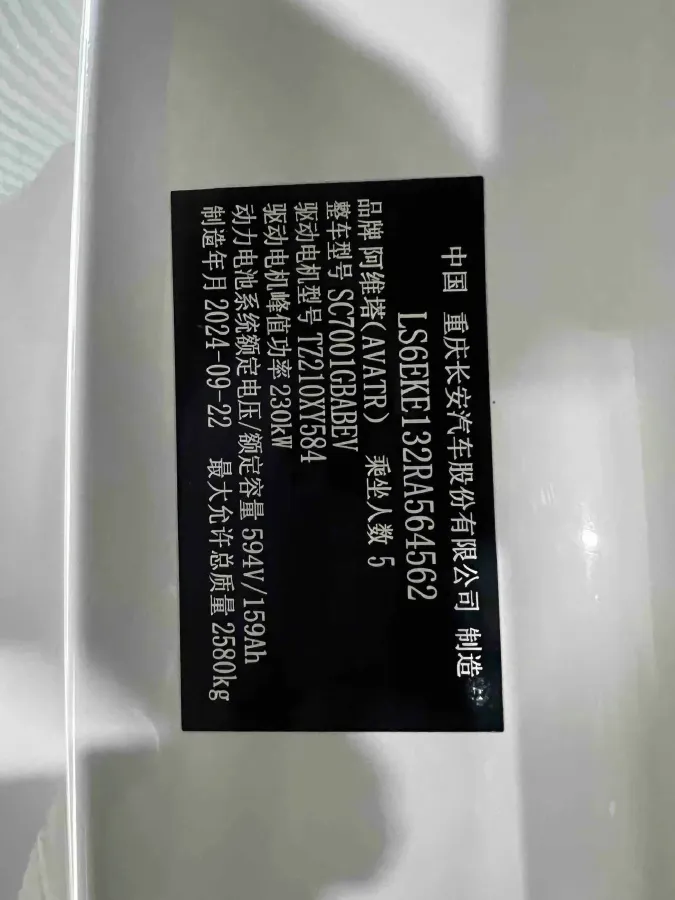 中国 重庆长安汽车股份有限公司 制造
LS6EKE132RA564562
品牌 阿维塔(AVATR) 乘坐人数 5
整车型号 SC7001GBABEV
驱动电机型号 TZ210XY584
驱动电机峰值功率 230kW
动力电池系统额定电压/额定容量 594V/159Ah
制造年月 2024-09-22 最大允许总质量 2580kg